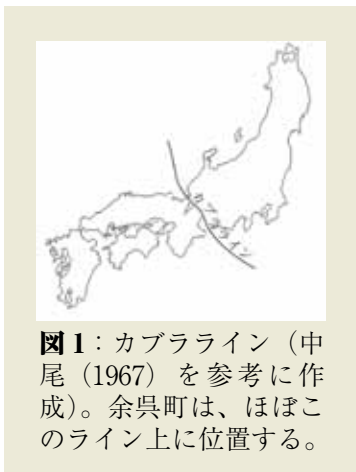 カブラライン
図1：カブラライン（中
尾（1967）を参考に作
成）。余呉町は、ほぼこ
のライン上に位置する。